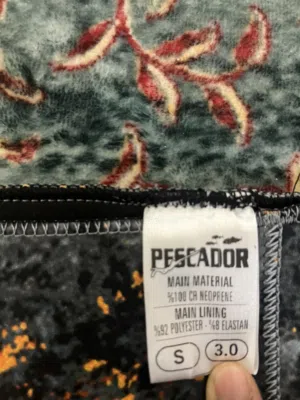 PESCADOR
MAIN MATERIAL
%100 CR NEOPRENE
MAIN LINING
%92 POLYESTER - %8 ELASTAN
S
3.0